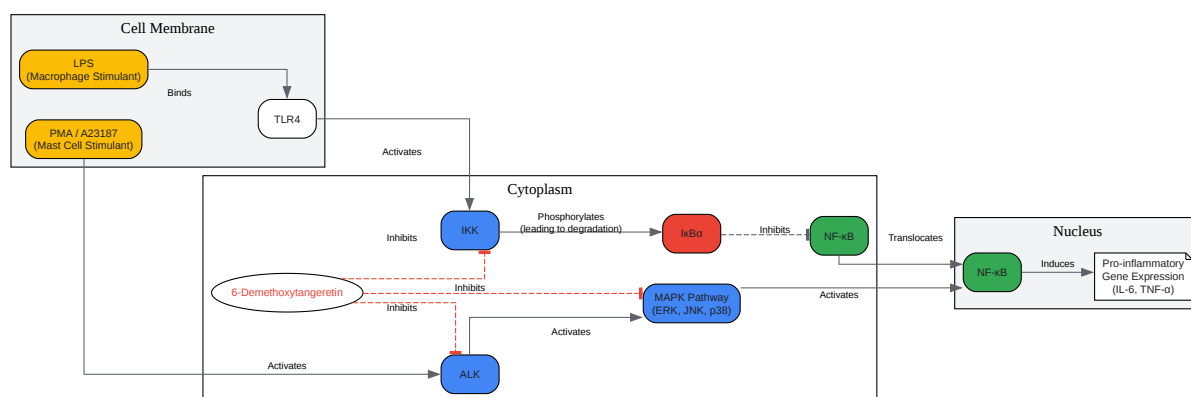 Cell Membrane
LPS
(Macrophage Stimulant)
Binds
TLR4
PMA / A23187
(Mast Cell Stimulant)
Activates
Cytoplasm
IKK
Phosphorylates
(leading to degradation)
IκBα
Inhibits
NF-κB
Translocates
Nucleus
NF-κB
Induces
Pro-inflammatory
Gene Expression
(IL-6, TNF-α)
Inhibits
6-Demethoxytangeretin
Inhibits
Inhibits
MAPK Pathway
(ERK, JNK, p38)
Activates
Activates
Activates
ALK